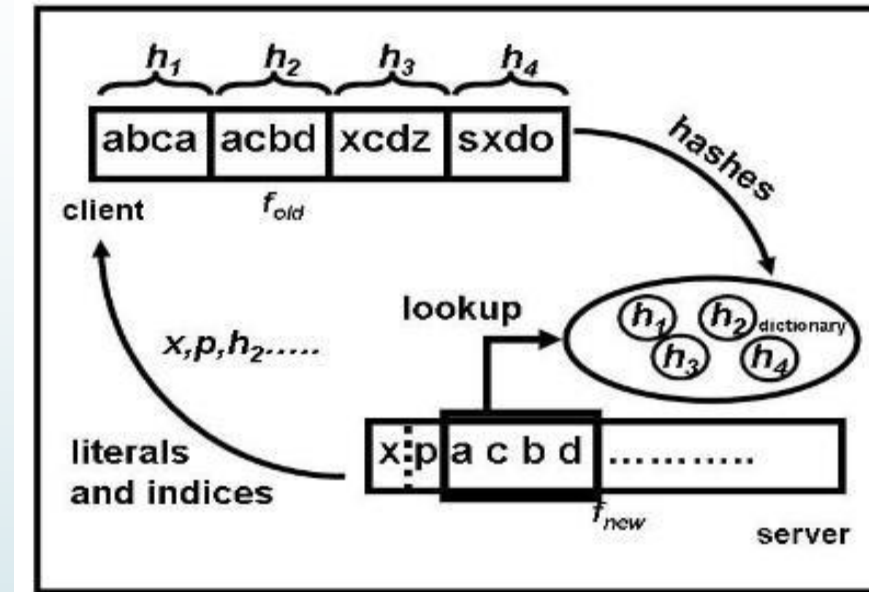 h1 h2 h3 h4
abca acbd xcdz sxdo
hashes
client
fold
lookup
h1 h2 dictionary
h3 h4
x,p,h2.....
x p a c b d ...........
literals
and indices
fnew
server